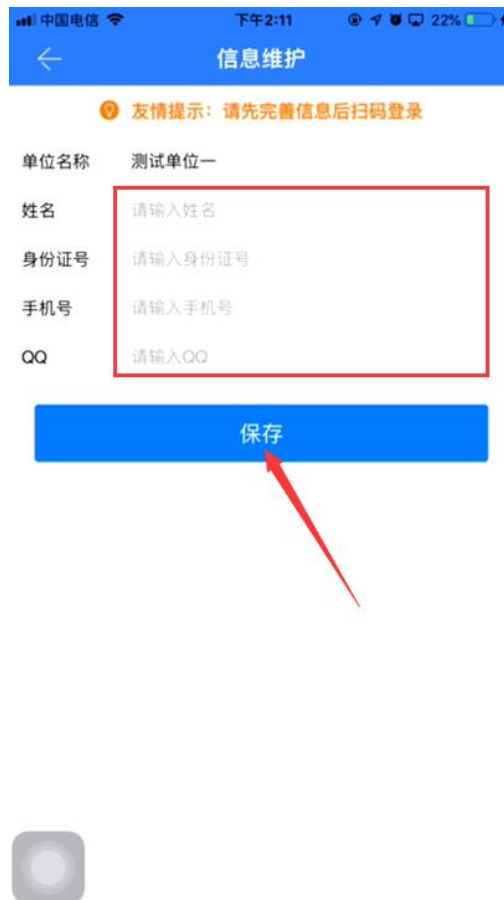 中国电信 下午2:11 22%
信息维护
友情提示：请先完善信息后扫码登录
单位名称 测试单位一
姓名 请输入姓名
身份证号 请输入身份证号
手机号 请输入手机号
QQ 请输入QQ
保存